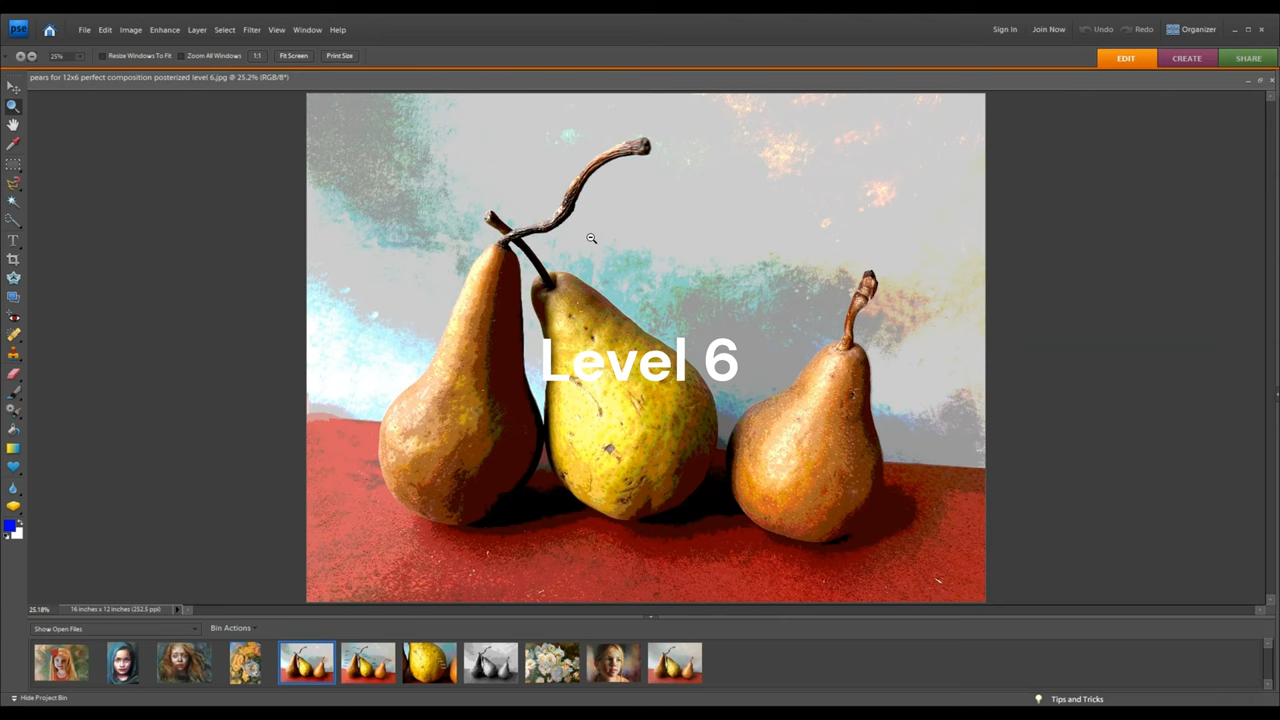 pse File Edit Image Enhance Layer Select Filter View Window Help Sign In Join Now Undo Redo Organizer
25% Resize Windows To Fit Zoom All Windows 1:1 Fit Screen Print Size EDIT CREATE SHARE
pears for 12x6 perfect composition posterized level 6.jpg @ 25.2% (RGB/8*)
Level 6
25.18% 16 inches x 12 inches (252.5 ppi)
Show Open Files Bin Actions
Hide Project Bin Tips and Tricks